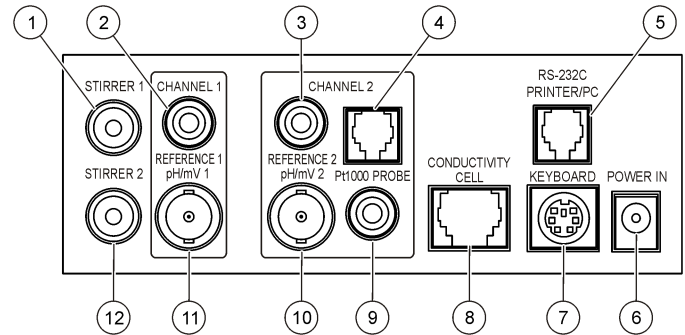 1
2
3
4
5
STIRRER 1
CHANNEL 1
CHANNEL 2
RS-232C
PRINTER/PC
STIRRER 2
REFERENCE 1
pH/mV 1
REFERENCE 2
pH/mV 2
Pt1000 PROBE
CONDUCTIVITY
CELL
KEYBOARD
POWER IN
12
11
10
9
8
7
6